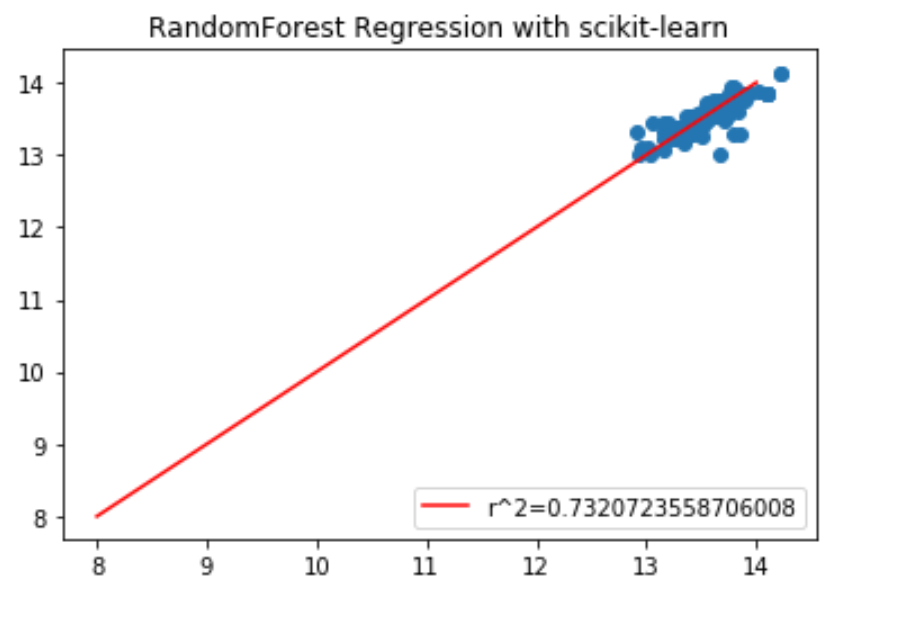 RandomForest Regression with scikit-learn
14
13
12
11
10
9
8
r^2=0.7320723558706008
8 9 10 11 12 13 14